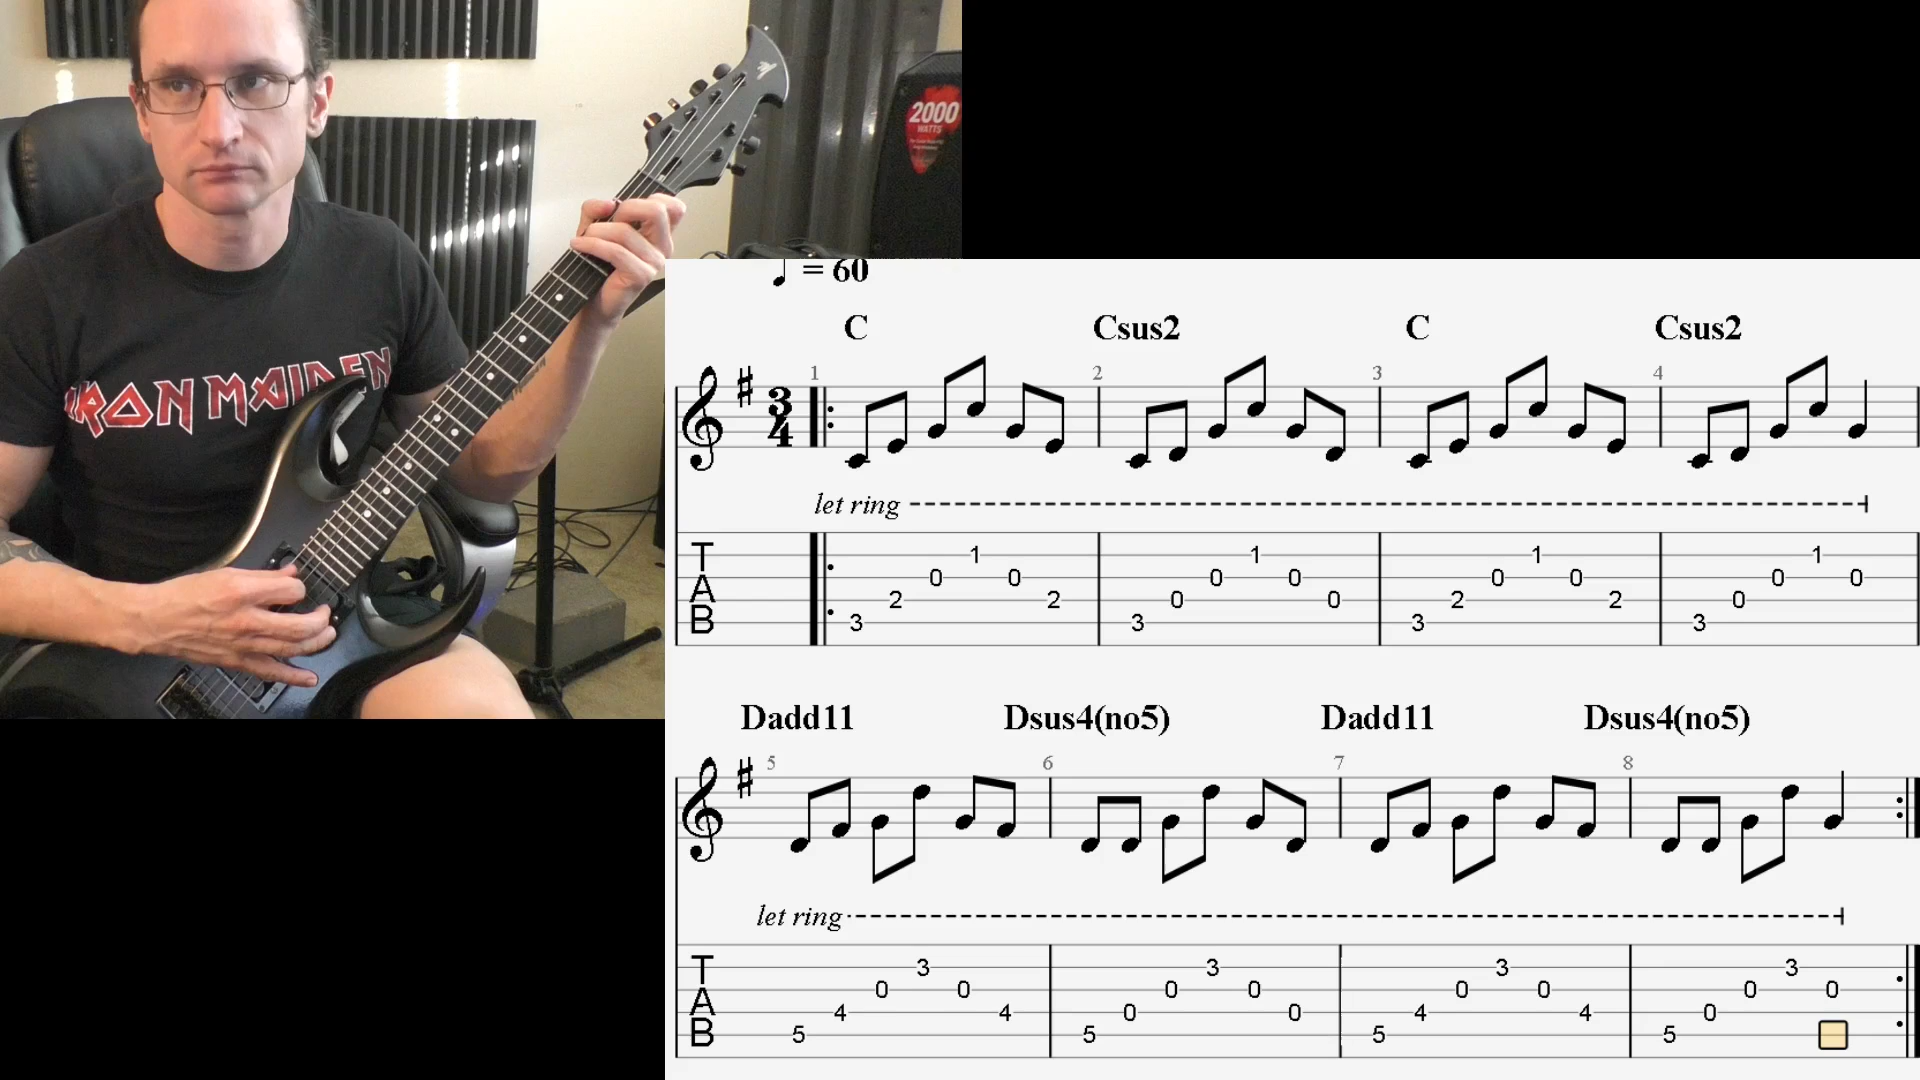 2000
WATTS
IRON MAIDEN
♩ = 60
C Csus2 C Csus2
1 2 3 4
3
4
let ring
T
A
B
1 1 1 1
0 0 0 0 0 0 0 0
2 2 0 0 2 2 0
3 3 3 3
Dadd11 Dsus4(no5) Dadd11 Dsus4(no5)
5 6 7 8
let ring
T
A
B
3 3 3 3
0 0 0 0 0 0 0 0
4 4 0 0 4 4 0
5 5 5 5